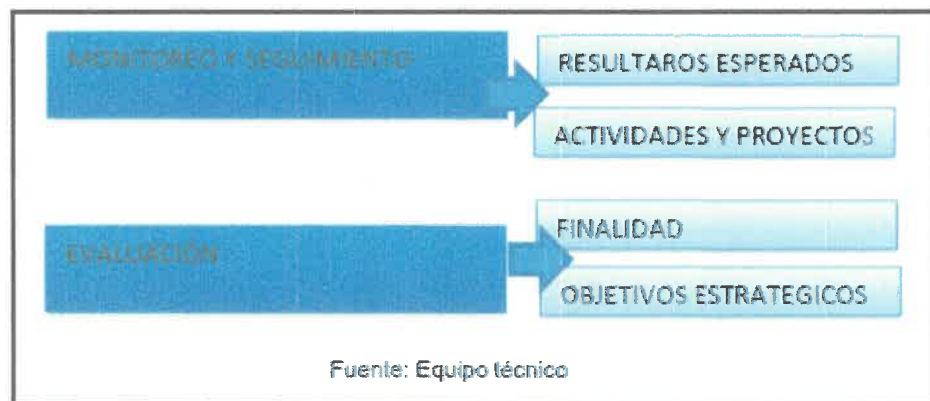 MONITOREO Y SEGUIMIENTO
RESULTAROS ESPERADOS
ACTIVIDADES Y PROYECTOS
EVALUACIÓN
FINALIDAD
OBJETIVOS ESTRATEGICOS
Fuente: Equipo técnico